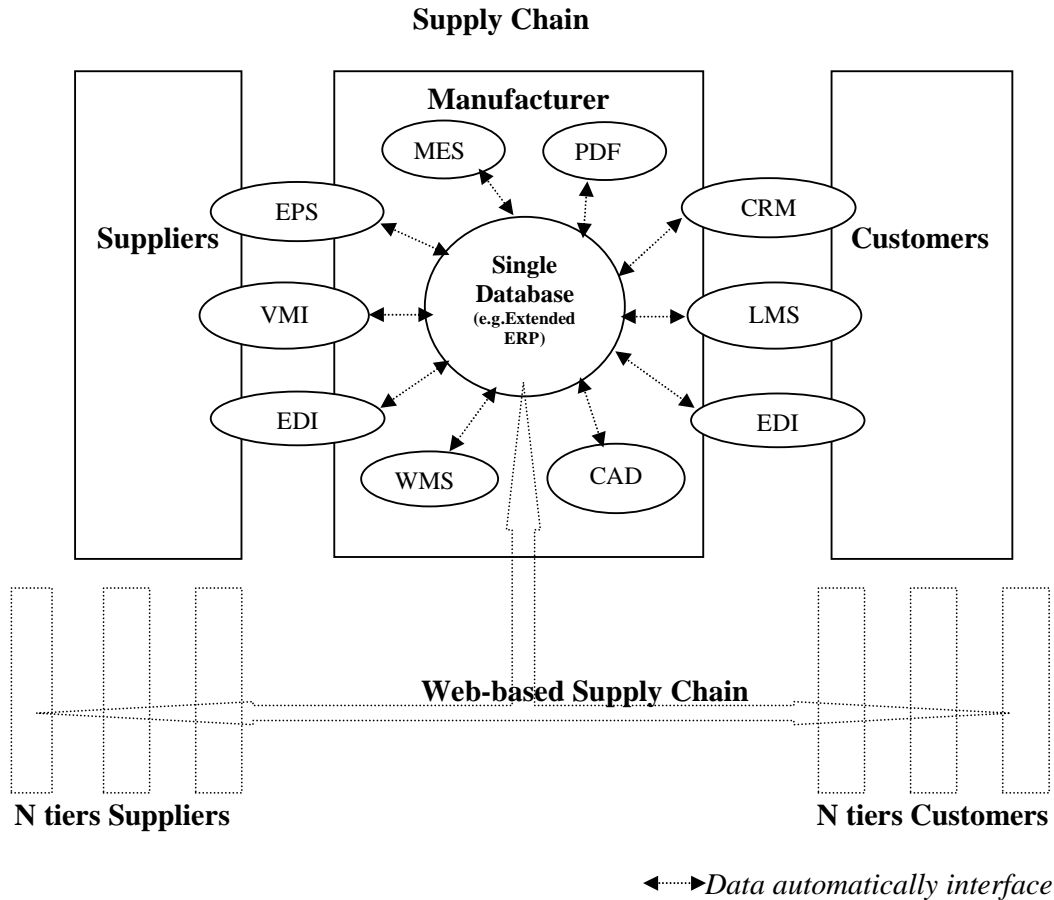 Supply Chain
Manufacturer
MES
PDF
EPS
CRM
Suppliers
Customers
Single
Database
(e.g.Extended
ERP)
VMI
LMS
EDI
EDI
WMS
CAD
Web-based Supply Chain
N tiers Suppliers
N tiers Customers
Data automatically interface